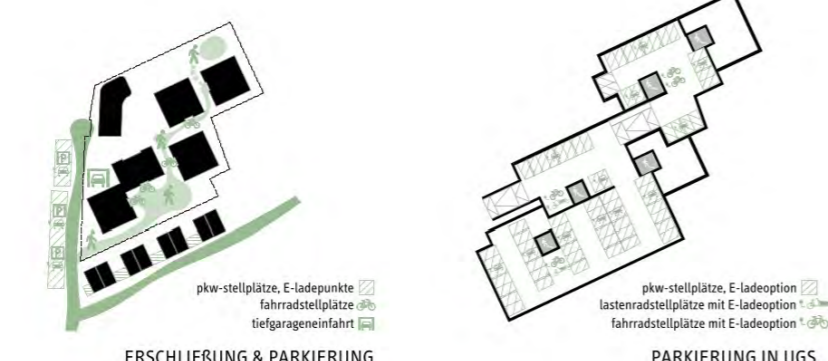 P
P
P
pkw-stellplätze, E-ladepunkte
fahrradstellplätze
tiefgarageneinfahrt
ERSCHLIEßUNG & PARKIERUNG
pkw-stellplätze, E-ladeoption
lastenradstellplätze mit E-ladeoption
fahrradstellplätze mit E-ladeoption
PARKIERUNG IN UGS